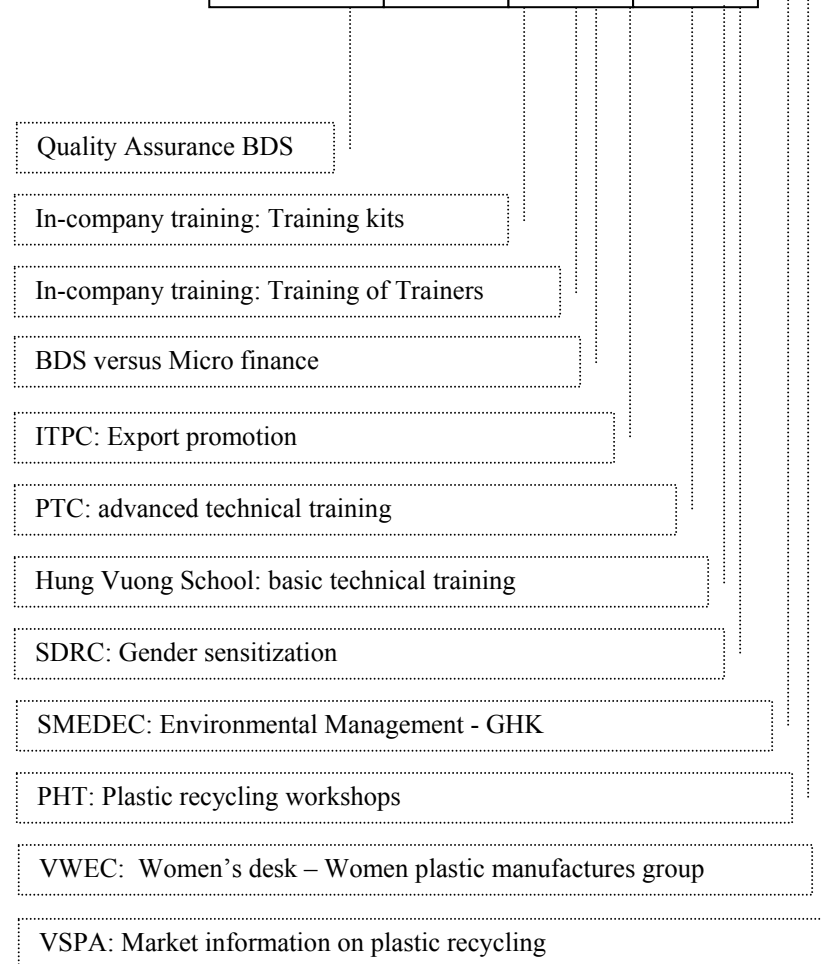 Quality Assurance BDS
In-company training: Training kits
In-company training: Training of Trainers
BDS versus Micro finance
ITPC: Export promotion
PTC: advanced technical training
Hung Vuong School: basic technical training
SDRC: Gender sensitization
SMEDEC: Environmental Management - GHK
PHT: Plastic recycling workshops
VWEC:  Women’s desk – Women plastic manufactures group
VSPA: Market information on plastic recycling